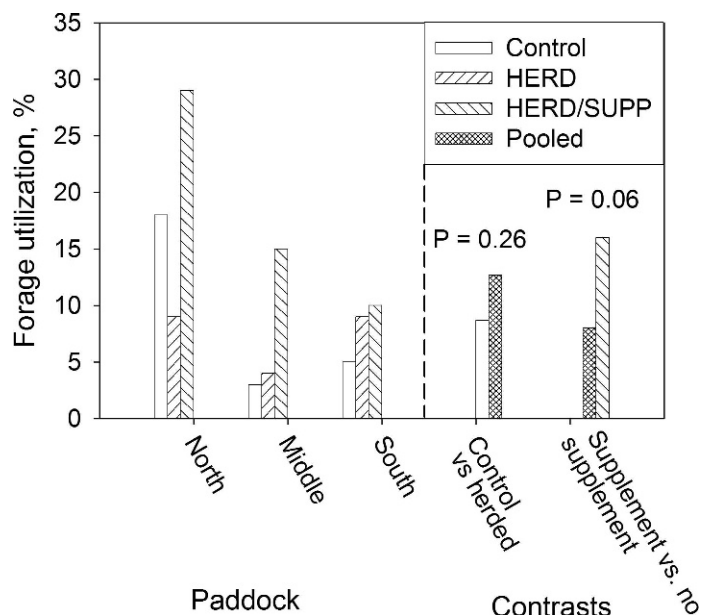 35
30
25
20
15
10
5
0
Forage utilization, %
Control
HERD
HERD/SUPP
Pooled
P = 0.26
P = 0.06
North
Middle
South
Control
vs herded
Supplement vs. no
supplement
Paddock
Contrasts